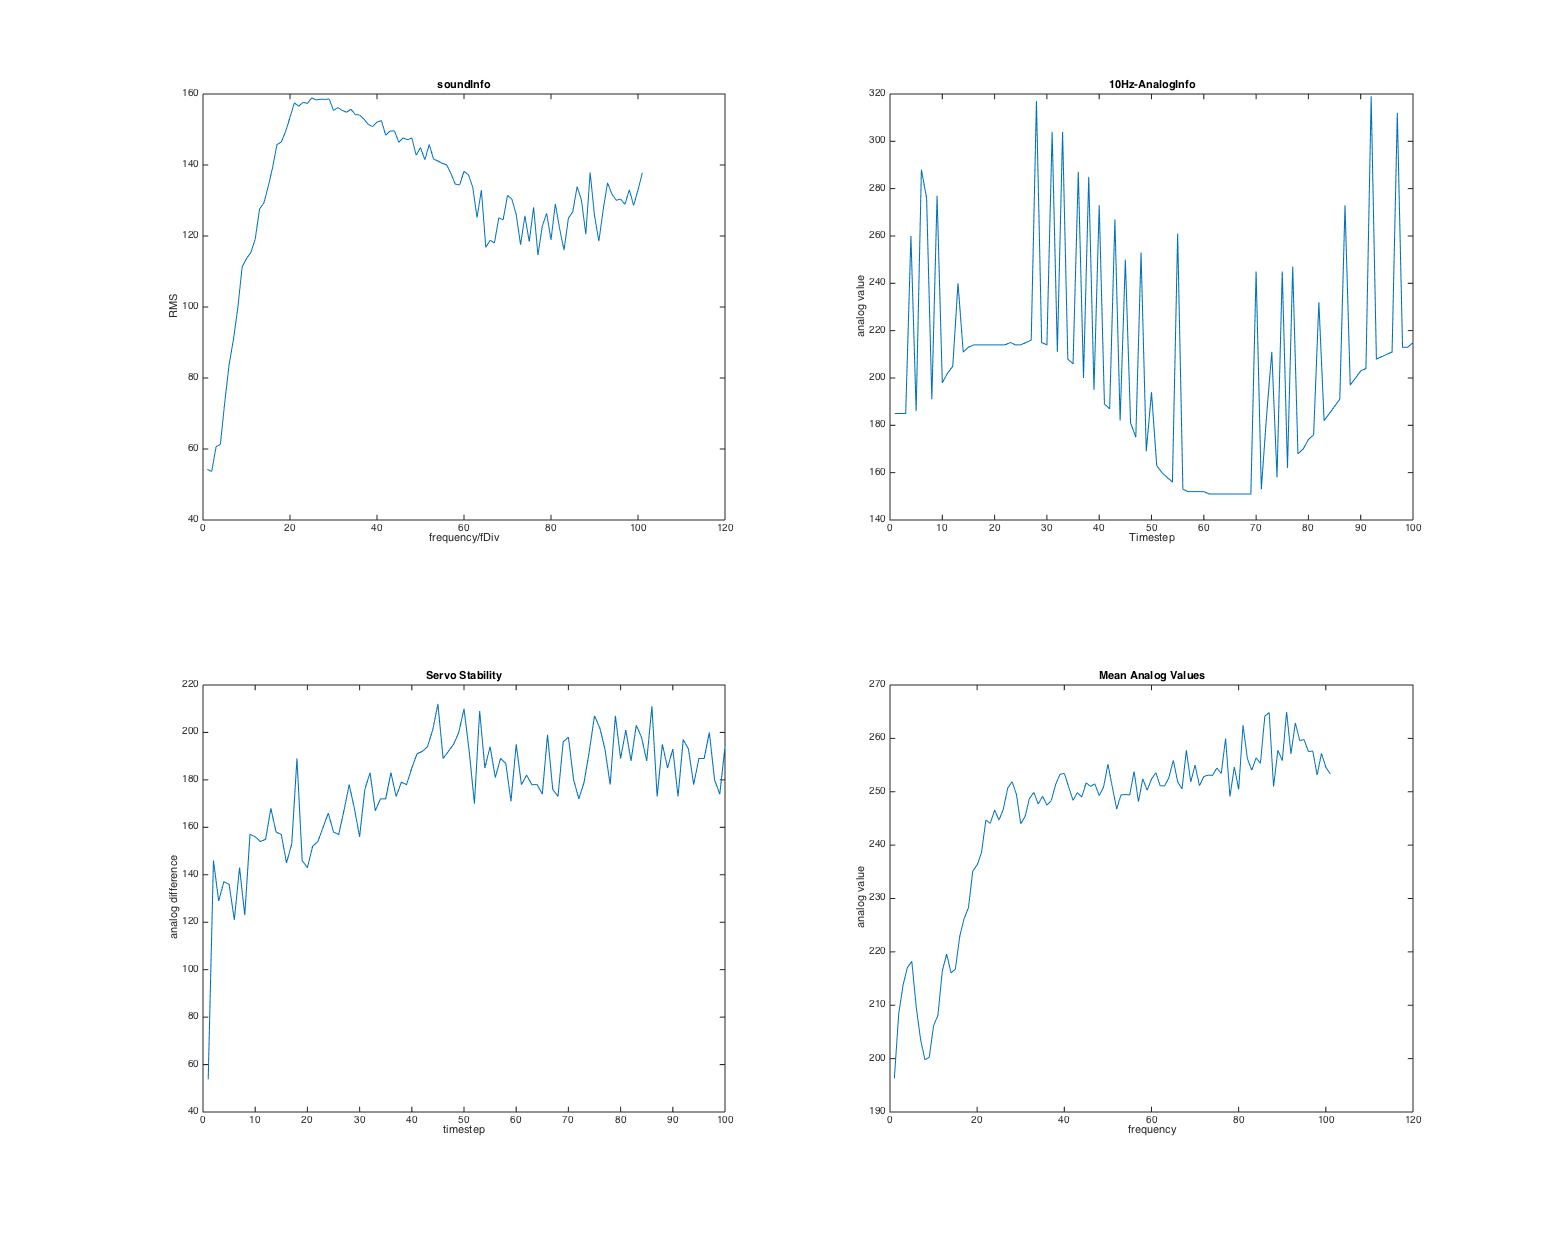 soundInfo
160
140
120
100
80
60
40
RMS
0 20 40 60 80 100 120
frequency/fDiv
10Hz-AnalogInfo
320
300
280
260
240
220
200
180
160
140
analog value
0 10 20 30 40 50 60 70 80 90 100
Timestep
Servo Stability
220
200
180
160
140
120
100
80
60
40
analog difference
0 10 20 30 40 50 60 70 80 90 100
timestep
Mean Analog Values
270
260
250
240
230
220
210
200
190
analog value
0 20 40 60 80 100 120
frequency